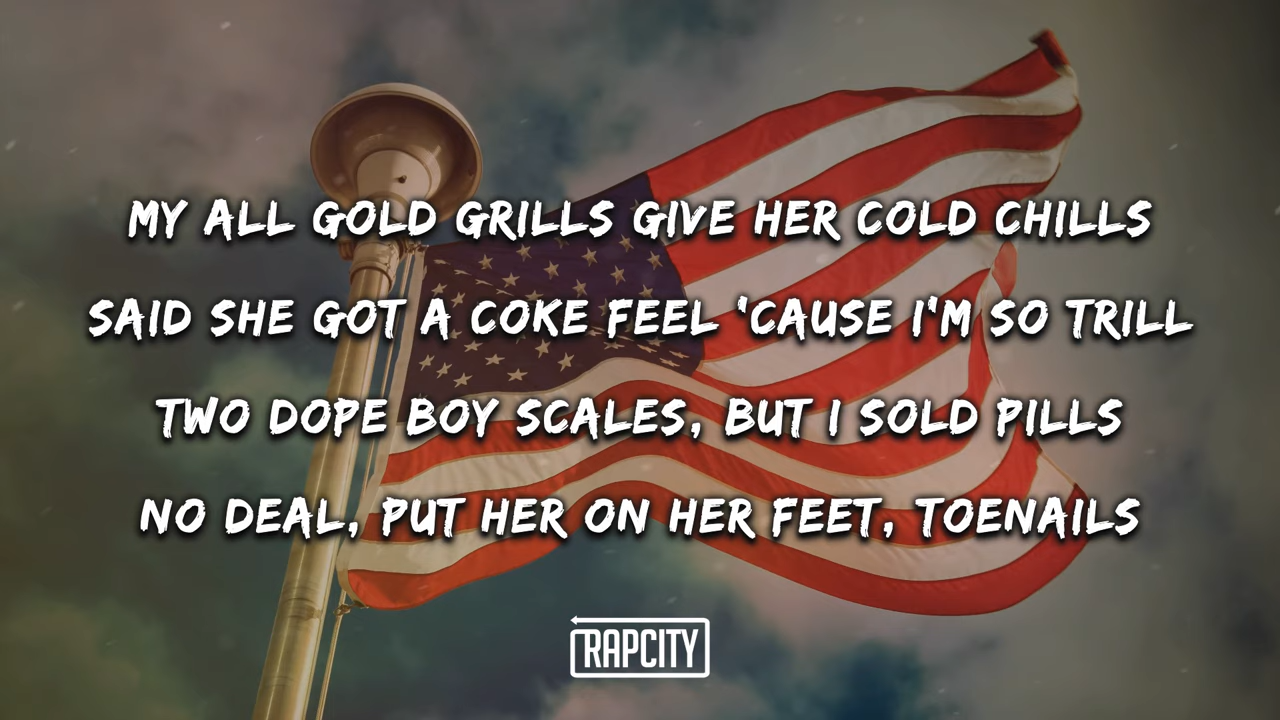 MY ALL GOLD GRILLS GIVE HER COLD CHILLS
SAID SHE GOT A COKE FEEL 'CAUSE I'M SO TRILL
TWO DOPE BOY SCALES, BUT I SOLD PILLS
NO DEAL, PUT HER ON HER FEET, TOENAILS
RAPCITY